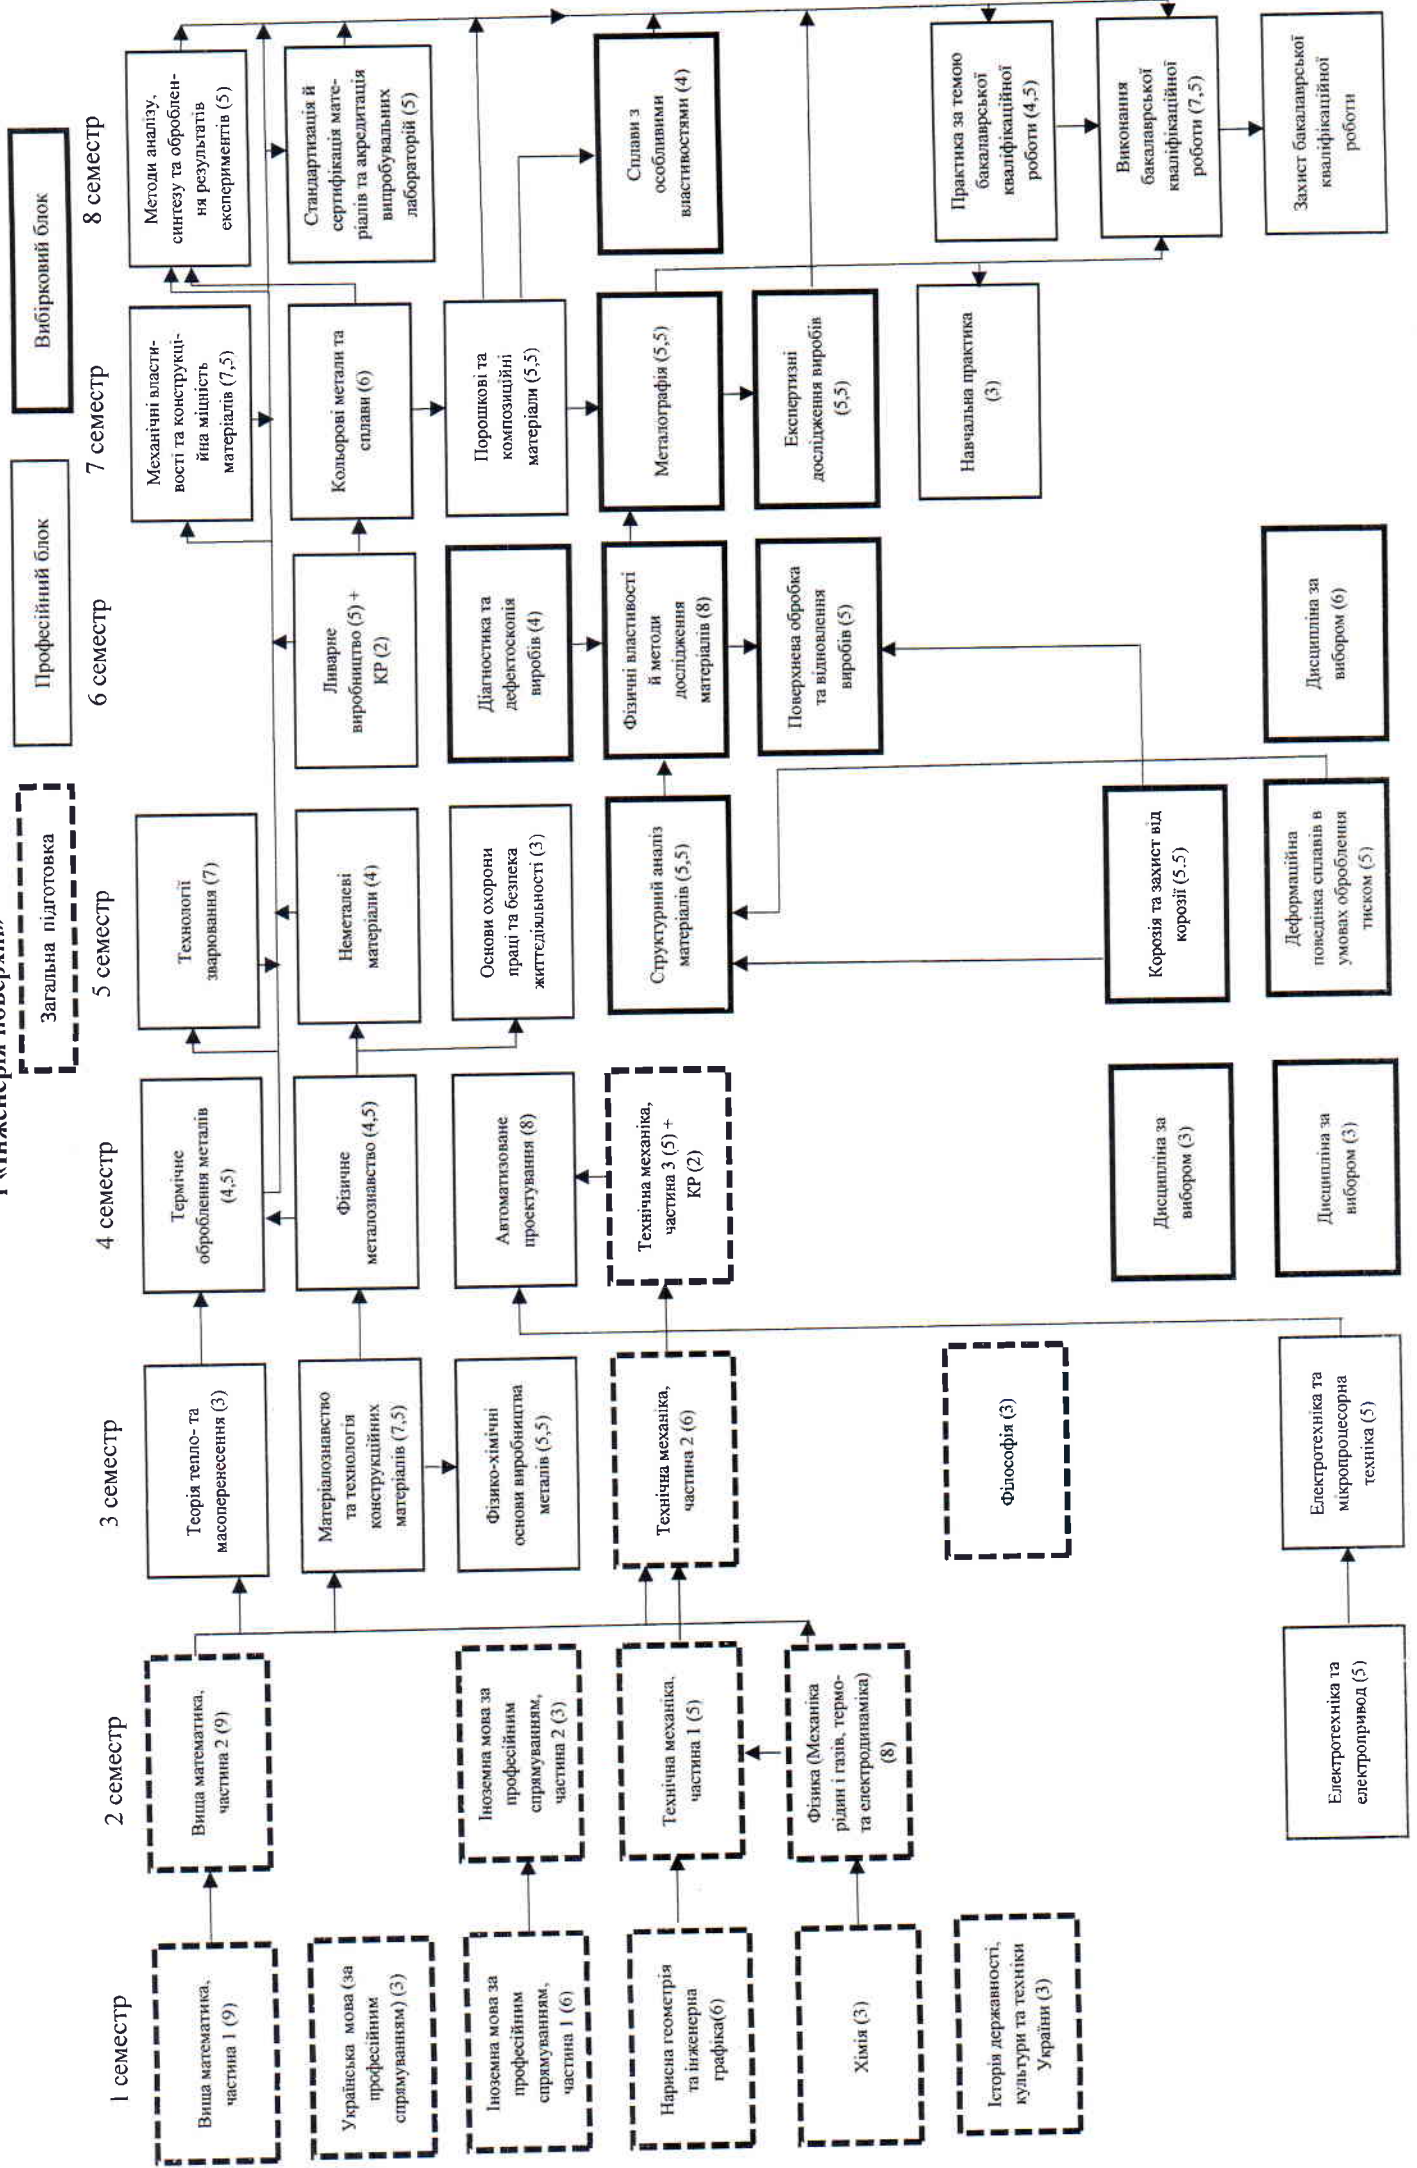 Загальна підготовка
Професійний блок
Вибірковий блок
1 семестр
2 семестр
3 семестр
4 семестр
5 семестр
6 семестр
7 семестр
8 семестр
Вища математика,
частина 1 (9)
Українська мова (за
професійним
спрямуванням) (3)
Іноземна мова за
професійним
спрямуванням,
частина 1 (6)
Нарисна геометрія
та інженерна
графіка(6)
Хімія (3)
Історія державності,
культури та техніки
України (3)
Вища математика,
частина 2 (9)
Іноземна мова за
професійним
спрямуванням,
частина 2 (3)
Технічна механіка,
частина 1 (5)
Фізика (Механіка
рідин і газів, термо-
та електродинаміка)
(8)
Електротехніка та
електропривод (5)
Теорія тепло- та
масоперенесення (3)
Матеріалознавство
та технологія
конструкційних
матеріалів (7,5)
Фізико-хімічні
основи виробництва
металів (5,5)
Технічна механіка,
частина 2 (6)
Філософія (3)
Електротехніка та
мікропроцесорна
техніка (5)
Термічне
оброблення металів
(4,5)
Фізичне
металознавство (4,5)
Автоматизоване
проектування (8)
Технічна механіка,
частина 3 (5) +
КР (2)
Дисципліна за
вибором (3)
Дисципліна за
вибором (3)
Технології
зварювання (7)
Неметалеві
матеріали (4)
Основи охорони
праці та безпека
життєдіяльності (3)
Структурний аналіз
матеріалів (5,5)
Корозія та захист від
корозії (5.5)
Деформаційна
поведінка сплавів в
умовах оброблення
тиском (5)
Ливарне
виробництво (5) +
КР (2)
Діагностика та
дефектоскопія
виробів (4)
Фізичні властивості
й методи
дослідження
матеріалів (8)
Поверхнева обробка
та відновлення
виробів (5)
Дисципліна за
вибором (6)
Механічні власти-
вості та конструкці-
йна міцність
матеріалів (7,5)
Кольорові метали та
сплави (6)
Порошкові та
композиційні
матеріали (5,5)
Металографія (5,5)
Експертизні
дослідження виробів
(5,5)
Навчальна практика
(3)
Методи аналізу,
синтезу та оброблен-
ня результатів
експериментів (5)
Стандартизація й
сертифікація мате-
ріалів та акредитація
випробувальних
лабораторій (5)
Сплави з
особливими
властивостями (4)
Практика за темою
бакалаврської
кваліфікаційної
роботи (4,5)
Виконання
бакалаврської
кваліфікаційної
роботи (7,5)
Захист бакалаврської
кваліфікаційної
роботи